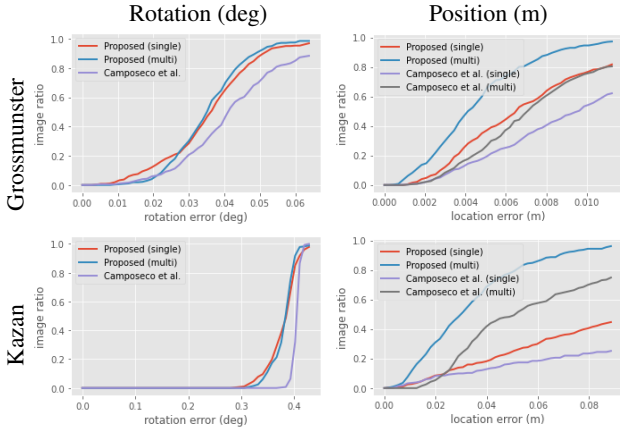 Rotation (deg)
Position (m)
Grossmunster
image ratio
1.0
0.8
0.6
0.4
0.2
0.0
Proposed (single)
Proposed (multi)
Camposeco et al.
0.00 0.01 0.02 0.03 0.04 0.05 0.06
rotation error (deg)
image ratio
1.0
0.8
0.6
0.4
0.2
0.0
Proposed (single)
Proposed (multi)
Camposeco et al. (single)
Camposeco et al. (multi)
0.000 0.002 0.004 0.006 0.008 0.010
location error (m)
Kazan
image ratio
1.0
0.8
0.6
0.4
0.2
0.0
Proposed (single)
Proposed (multi)
Camposeco et al.
0.0 0.1 0.2 0.3 0.4
rotation error (deg)
image ratio
1.0
0.8
0.6
0.4
0.2
0.0
Proposed (single)
Proposed (multi)
Camposeco et al. (single)
Camposeco et al. (multi)
0.00 0.02 0.04 0.06 0.08
location error (m)